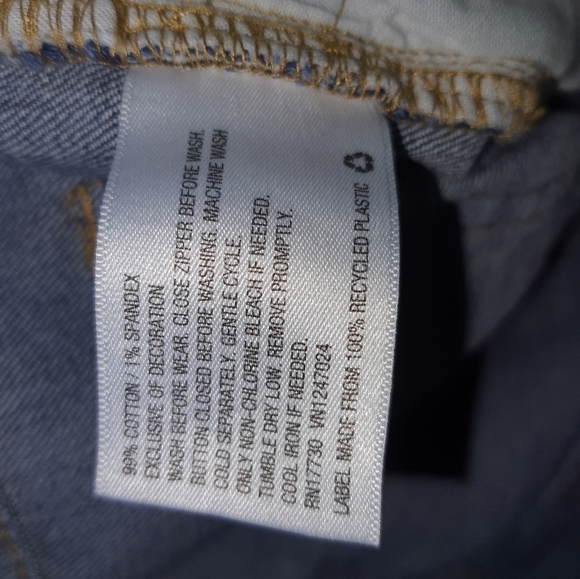 99% COTTON 1% SPANDEX
EXCLUSIVE OF DECORATION
WASH BEFORE WEAR. CLOSE ZIPPER BEFORE WASH.
BUTTON CLOSED BEFORE WASHING. MACHINE WASH
COLD SEPARATELY. GENTLE CYCLE.
ONLY NON-CHLORINE BLEACH IF NEEDED.
TUMBLE DRY LOW. REMOVE PROMPTLY.
COOL IRON IF NEEDED.
RN17730 VN1247024
LABEL MADE FROM 100% RECYCLED PLASTIC